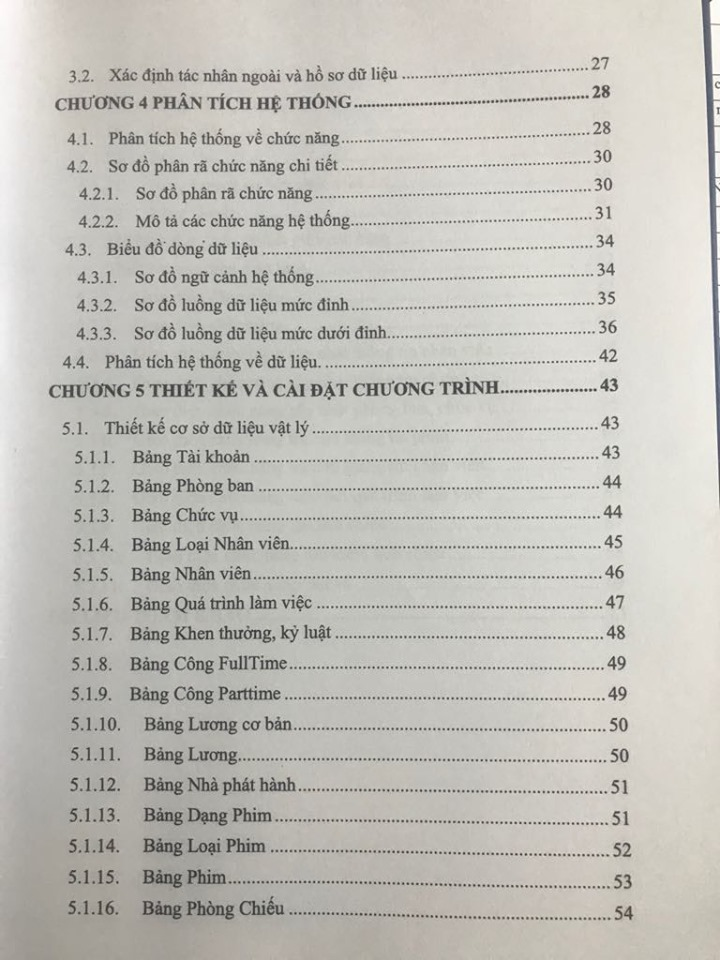 3.2. Xác định tác nhân ngoài và hồ sơ dữ liệu ........ 27
CHƯƠNG 4 PHÂN TÍCH HỆ THỐNG ........ 28
4.1. Phân tích hệ thống về chức năng ........ 28
4.2. Sơ đồ phân rã chức năng chi tiết ........ 30
4.2.1. Sơ đồ phân rã chức năng ........ 30
4.2.2. Mô tả các chức năng hệ thống ........ 31
4.3. Biểu đồ dòng dữ liệu ........ 34
4.3.1. Sơ đồ ngữ cảnh hệ thống ........ 34
4.3.2. Sơ đồ luồng dữ liệu mức đỉnh ........ 35
4.3.3. Sơ đồ luồng dữ liệu mức dưới đỉnh ........ 36
4.4. Phân tích hệ thống về dữ liệu. ........ 42
CHƯƠNG 5 THIẾT KẾ VÀ CÀI ĐẶT CHƯƠNG TRÌNH ........ 43
5.1. Thiết kế cơ sở dữ liệu vật lý ........ 43
5.1.1. Bảng Tài khoản ........ 43
5.1.2. Bảng Phòng ban ........ 44
5.1.3. Bảng Chức vụ ........ 44
5.1.4. Bảng Loại Nhân viên ........ 45
5.1.5. Bảng Nhân viên ........ 46
5.1.6. Bảng Quá trình làm việc ........ 47
5.1.7. Bảng Khen thưởng, kỷ luật ........ 48
5.1.8. Bảng Công FullTime ........ 49
5.1.9. Bảng Công Parttime ........ 49
5.1.10. Bảng Lương cơ bản ........ 50
5.1.11. Bảng Lương ........ 50
5.1.12. Bảng Nhà phát hành ........ 51
5.1.13. Bảng Dạng Phim ........ 51
5.1.14. Bảng Loại Phim ........ 52
5.1.15. Bảng Phim ........ 53
5.1.16. Bảng Phòng Chiếu ........ 54